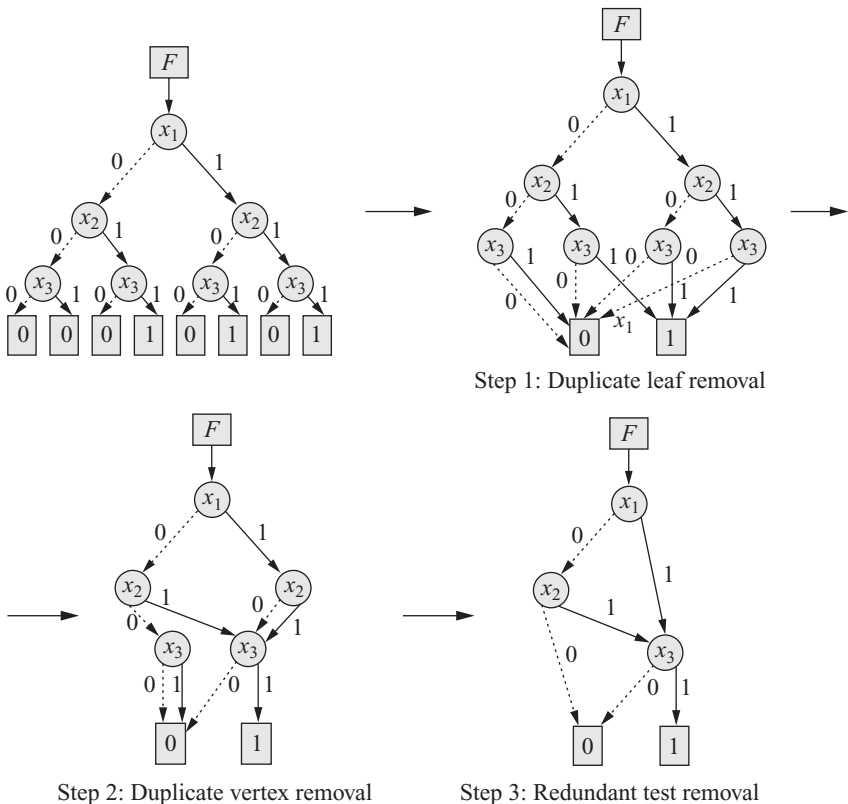 F
x1
0 1
x2 x2
0 1 0 1
x3 x3 x3 x3
0 1 0 1 0 1 0 1
0 0 0 1 0 1 0 1
F
x1
0 1
x2 x2
0 1 0 1
x3 x3 x3 x3
1 0 1 0 0
0 1 1
x1
0 1
Step 1: Duplicate leaf removal
F
x1
0 1
x2 x2
0 1 0 1
x3 x3
0 1 0 1
0 1
Step 2: Duplicate vertex removal
F
x1
0 1
x2
1
0
x3
0 1
0 1
Step 3: Redundant test removal